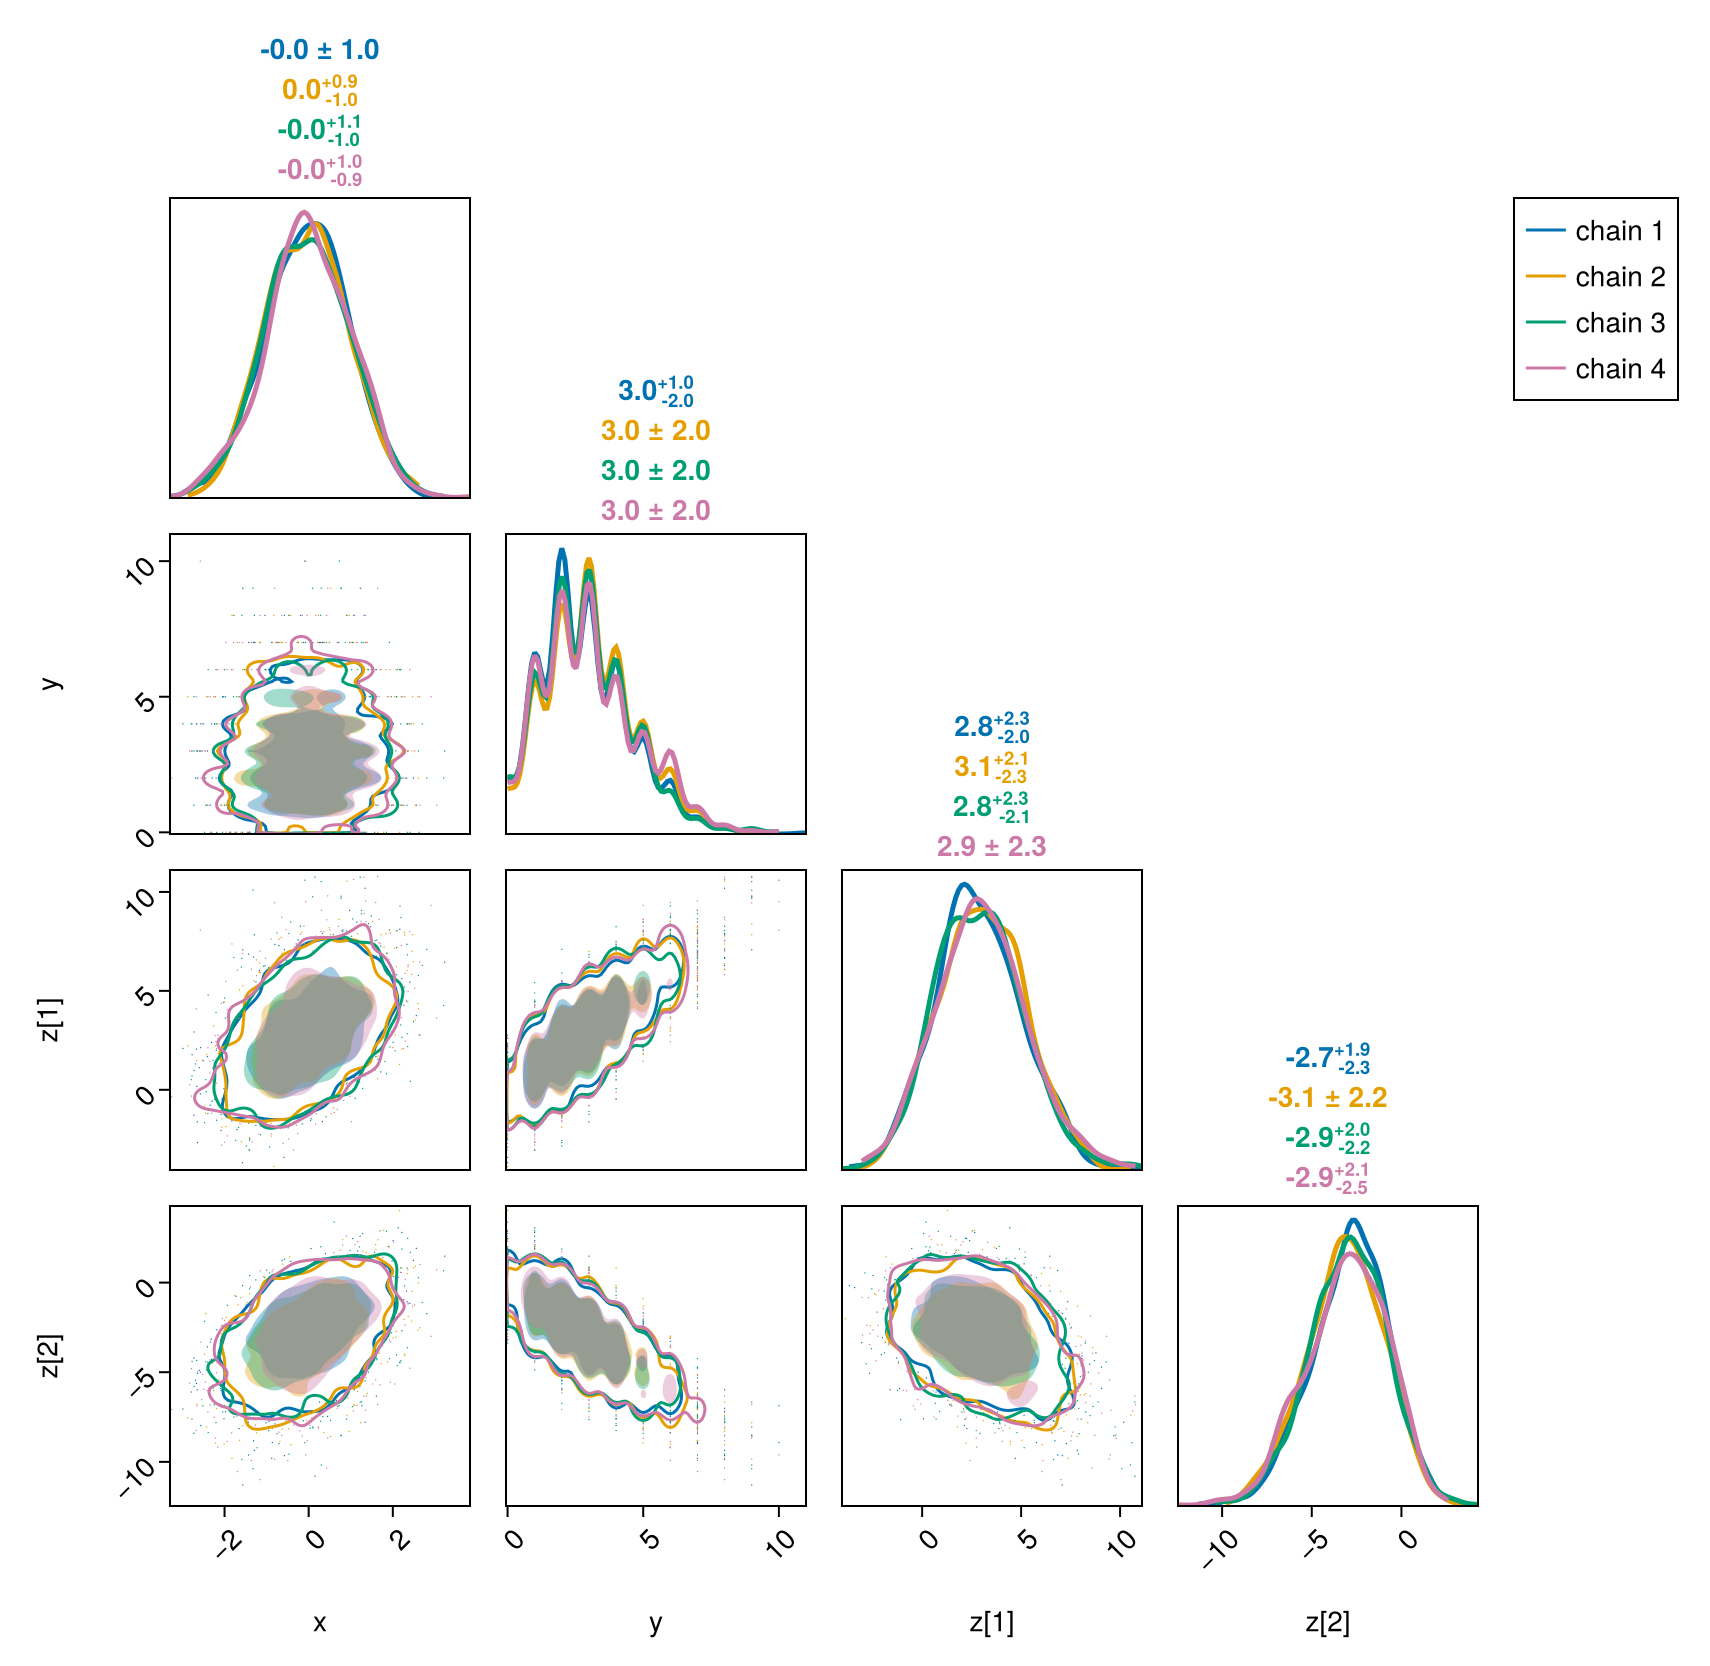 -0.0 ± 1.0
0.0+0.9-1.0
-0.0+1.1-1.0
-0.0+1.0-0.9
chain 1
chain 2
chain 3
chain 4
3.0+1.0-2.0
3.0 ± 2.0
3.0 ± 2.0
3.0 ± 2.0
10
5
0
y
2.8+2.3-2.0
3.1+2.1-2.3
2.8+2.3-2.1
2.9 ± 2.3
10
5
0
z[1]
-2.7+1.9-2.3
-3.1 ± 2.2
-2.9+2.0-2.2
-2.9+2.1-2.5
0
−5
−10
z[2]
−2
0
2
0
5
10
0
5
10
−10
−5
0
x
y
z[1]
z[2]